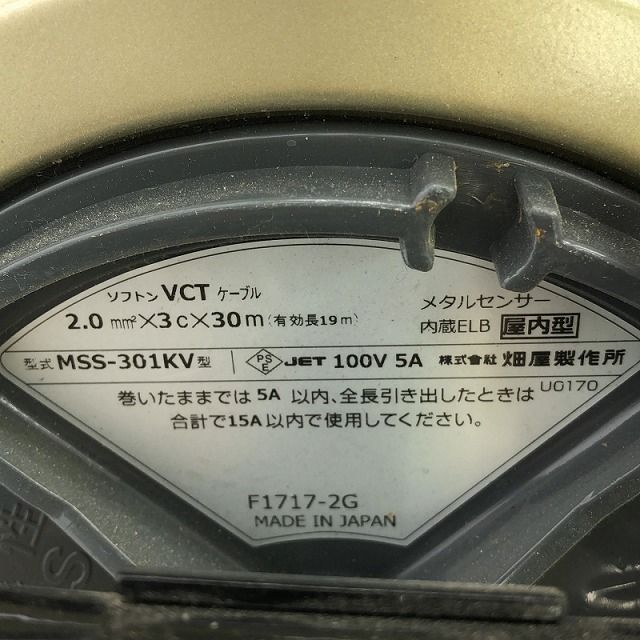 ソフトン VCT ケーブル
2.0 mm²×3c×30m(有効長19m)
メタルセンサー
内蔵ELB 屋内型
型式 MSS-301KV型 PSE JET 100V 5A 株式会社 畑屋製作所
U0170
巻いたままでは 5A 以内、全長引き出したときは
合計で15A以内で使用してください。
F1717-2G
MADE IN JAPAN